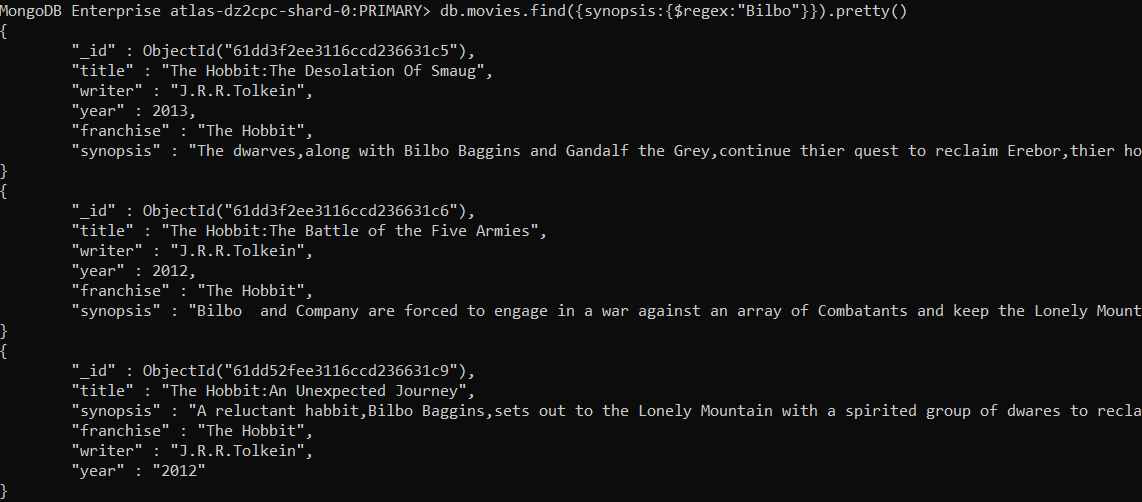 MongoDB Enterprise atlas-dz2cpc-shard-0:PRIMARY> db.movies.find({synopsis:{$regex:"Bilbo"}}).pretty()
{
"_id" : ObjectId("61dd3f2ee3116ccd236631c5"),
"title" : "The Hobbit:The Desolation Of Smaug",
"writer" : "J.R.R.Tolkein",
"year" : 2013,
"franchise" : "The Hobbit",
"synopsis" : "The dwarves,along with Bilbo Baggins and Gandalf the Grey,continue thier quest to reclaim Erebor,thier ho
}
{
"_id" : ObjectId("61dd3f2ee3116ccd236631c6"),
"title" : "The Hobbit:The Battle of the Five Armies",
"writer" : "J.R.R.Tolkein",
"year" : 2012,
"franchise" : "The Hobbit",
"synopsis" : "Bilbo  and Company are forced to engage in a war against an array of Combatants and keep the Lonely Mount
}
{
"_id" : ObjectId("61dd52fee3116ccd236631c9"),
"title" : "The Hobbit:An Unexpected Journey",
"synopsis" : "A reluctant habbit,Bilbo Baggins,sets out to the Lonely Mountain with a spirited group of dwares to recla
"franchise" : "The Hobbit",
"writer" : "J.R.R.Tolkein",
"year" : "2012"
}